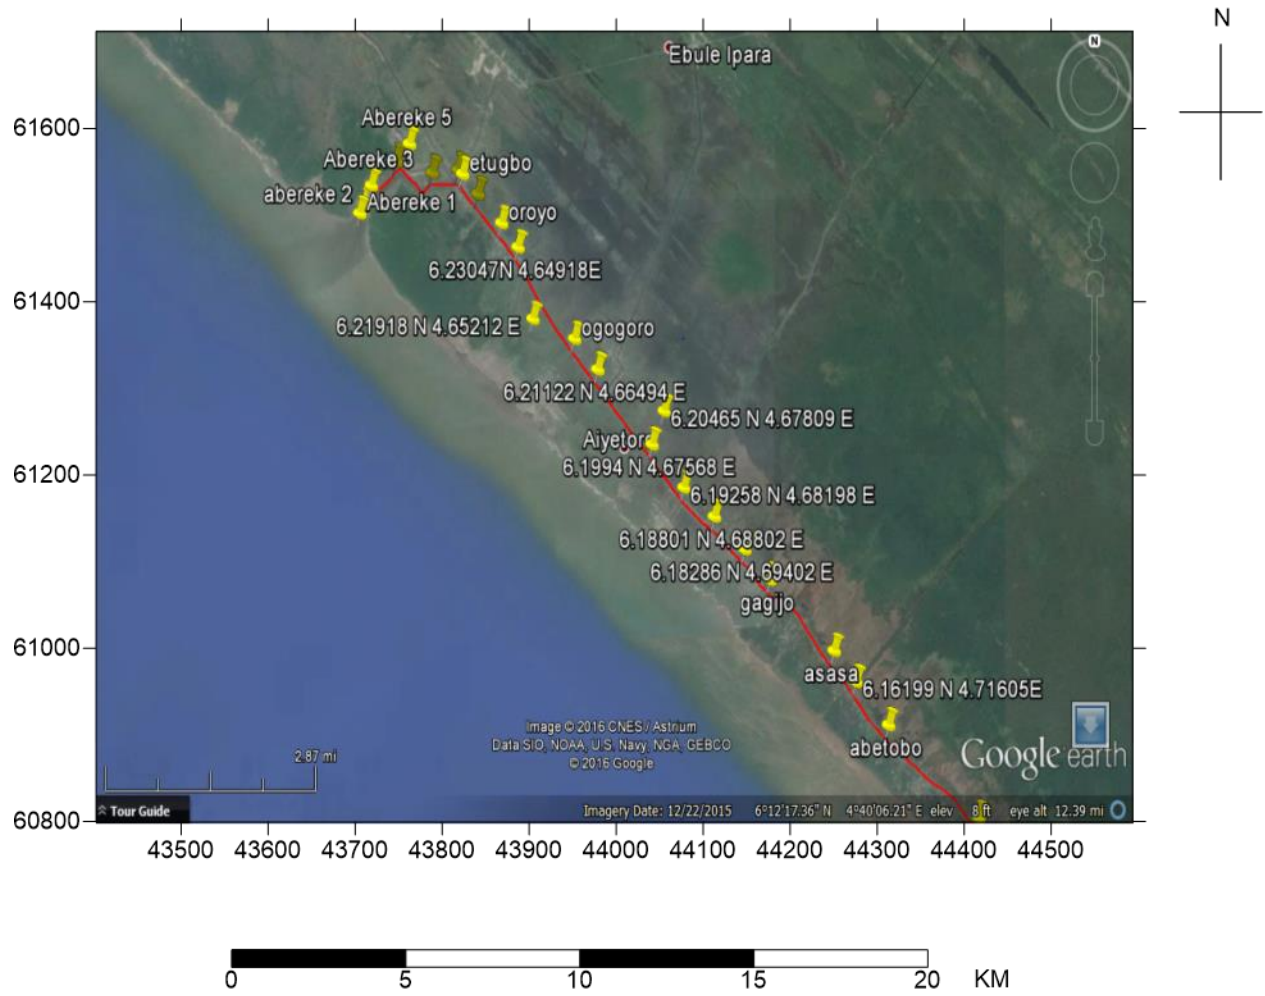 N
Ebule Ipara
N
Abereke 5
61600
Abereke 3
etugbo
abereke 2
Abereke 1
oroyo
6.23047N 4.64918E
61400
6.21918 N 4.65212 E
ogogoro
6.21122 N 4.66494 E
6.20465 N 4.67809 E
Aiyetoro
6.1994 N 4.67568 E
61200
6.19258 N 4.68198 E
6.18801 N 4.68802 E
6.18286 N 4.69402 E
gagijo
61000
asasa
6.16199 N 4.71605E
Image © 2016 CNES / Astrium
Data SIO, NOAA, U.S. Navy, NGA, GEBCO
© 2016 Google
abetobo
Google earth
2.87 mi
Tour Guide
Imagery Date: 12/22/2015 6°12'17.36" N 4°40'06.21" E elev 8 ft eye alt 12.39 mi
60800
43500 43600 43700 43800 43900 44000 44100 44200 44300 44400 44500
0 5 10 15 20 KM